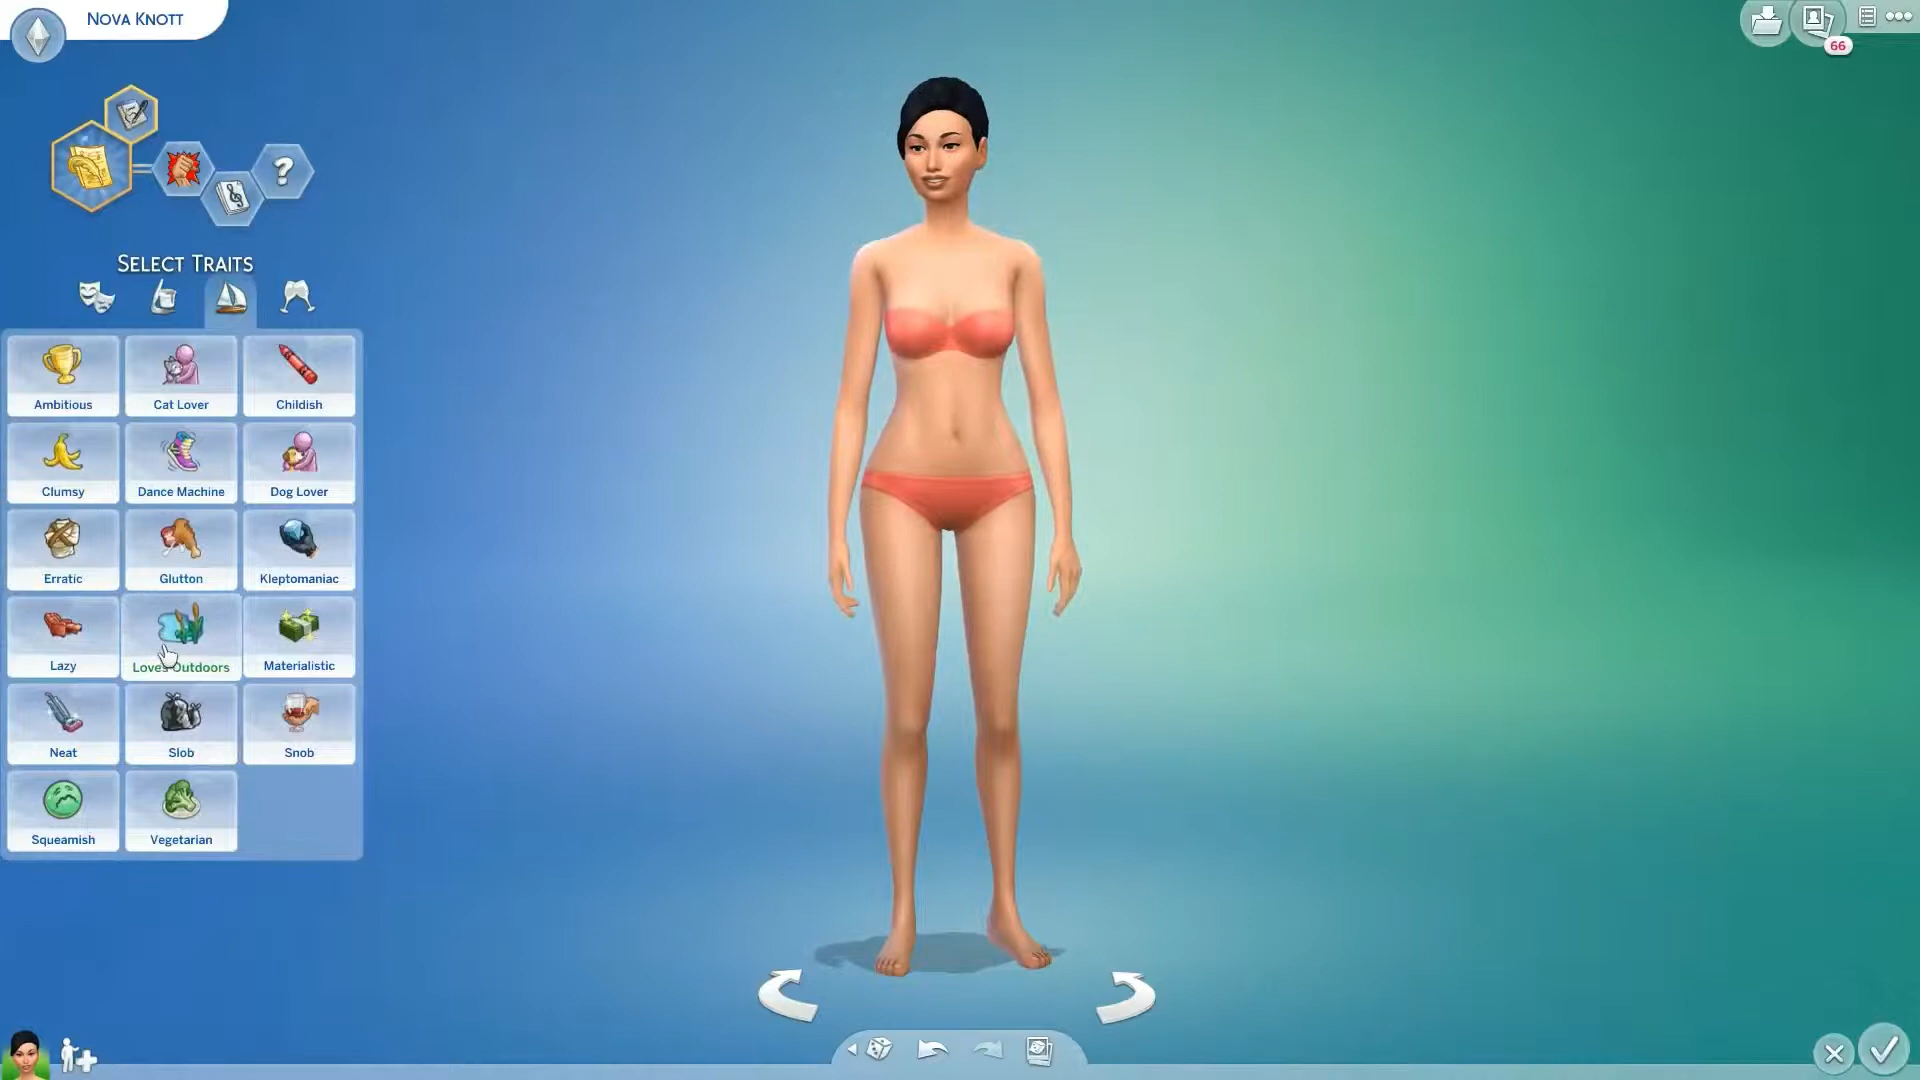 NOVA KNOTT
66
?
SELECT TRAITS
Ambitious
Cat Lover
Childish
Clumsy
Dance Machine
Dog Lover
Erratic
Glutton
Kleptomaniac
Lazy
Loves Outdoors
Materialistic
Neat
Slob
Snob
Squeamish
Vegetarian